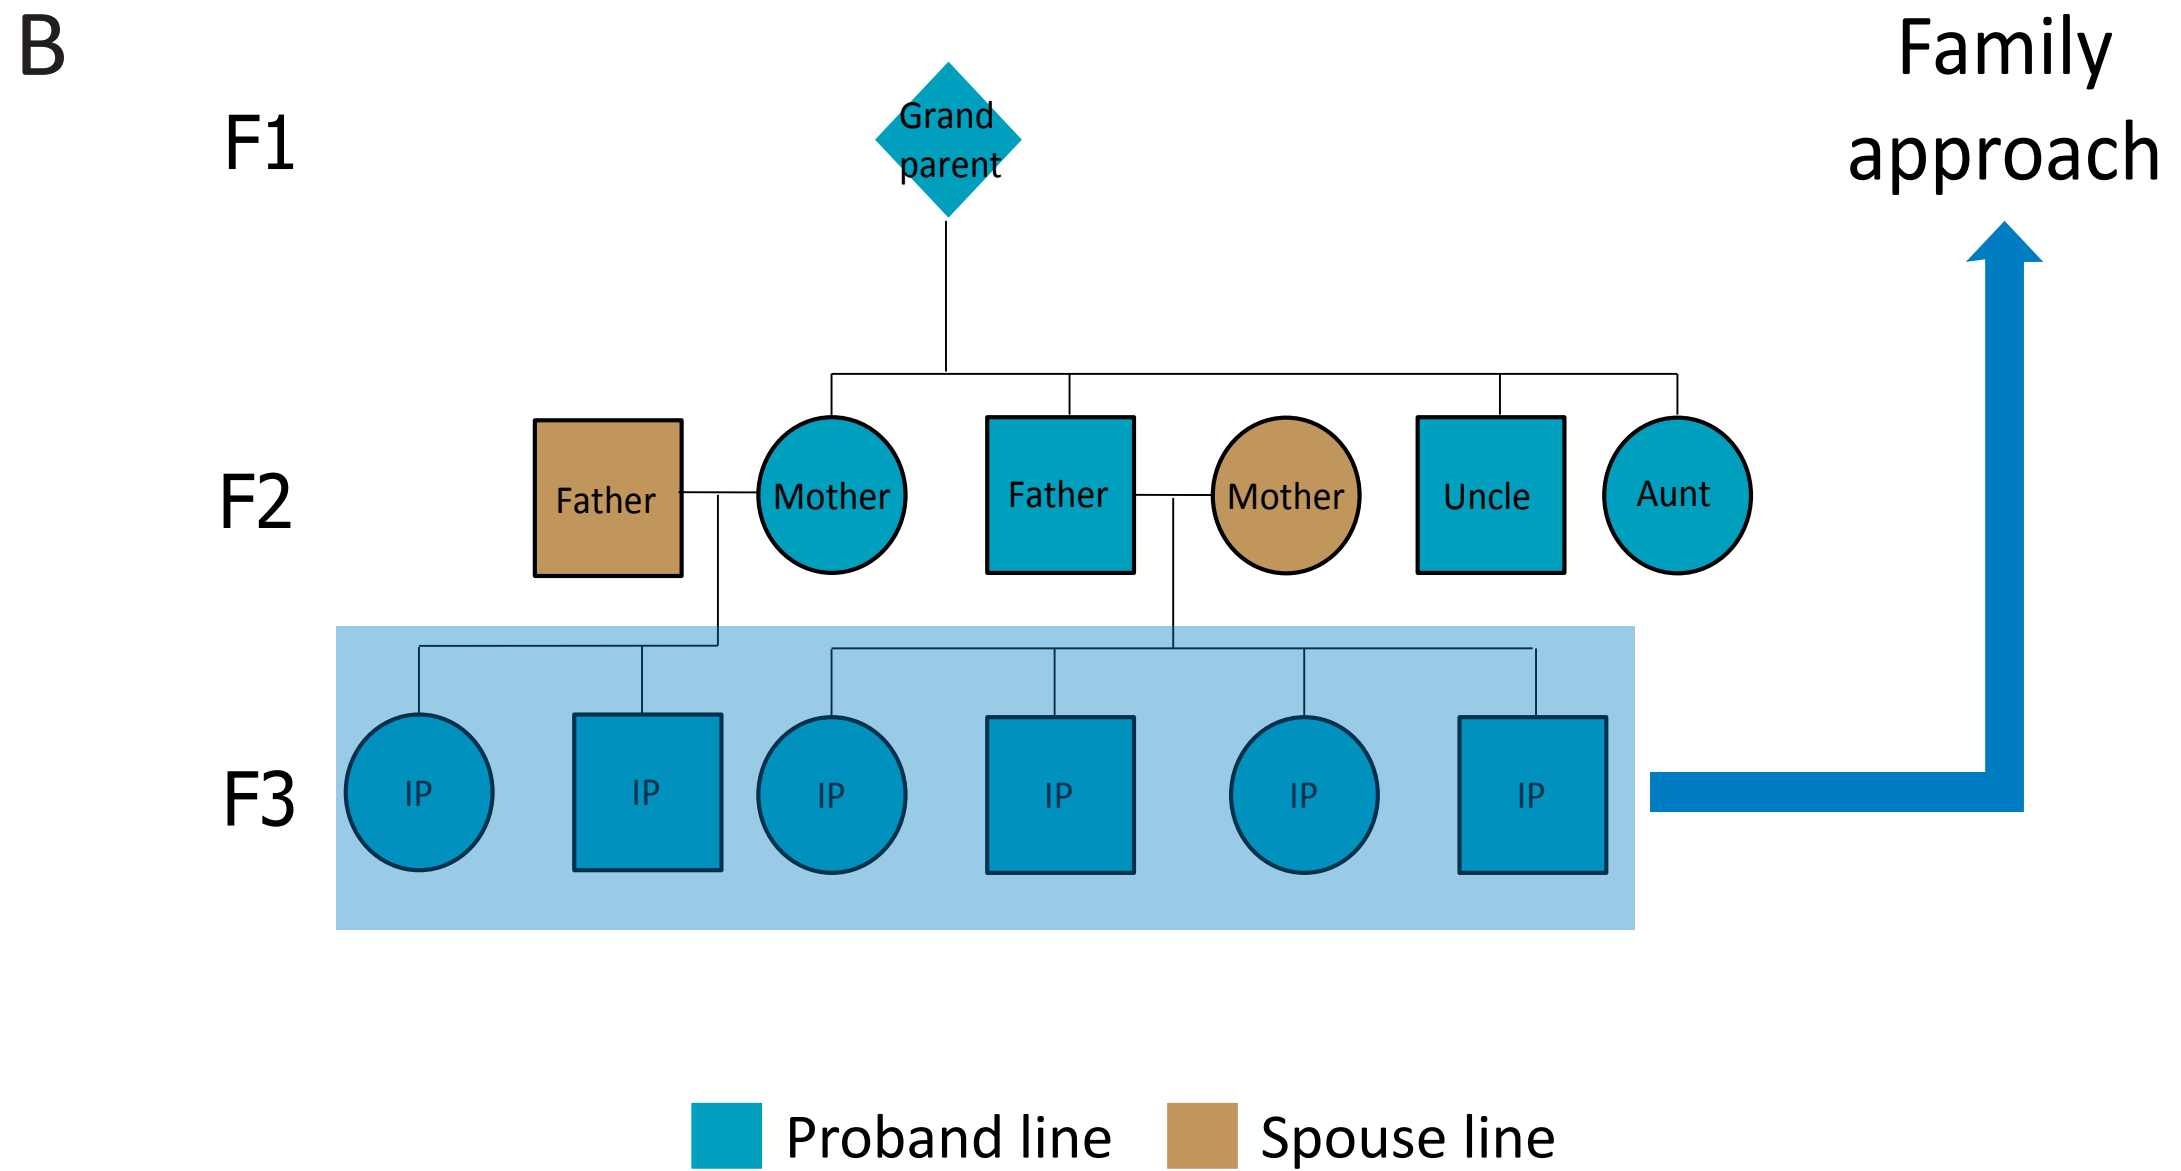 B
Family
approach
F1
Grand
parent
F2
Father
Mother
Father
Mother
Uncle
Aunt
F3
IP
IP
IP
IP
IP
IP
Proband line
Spouse line